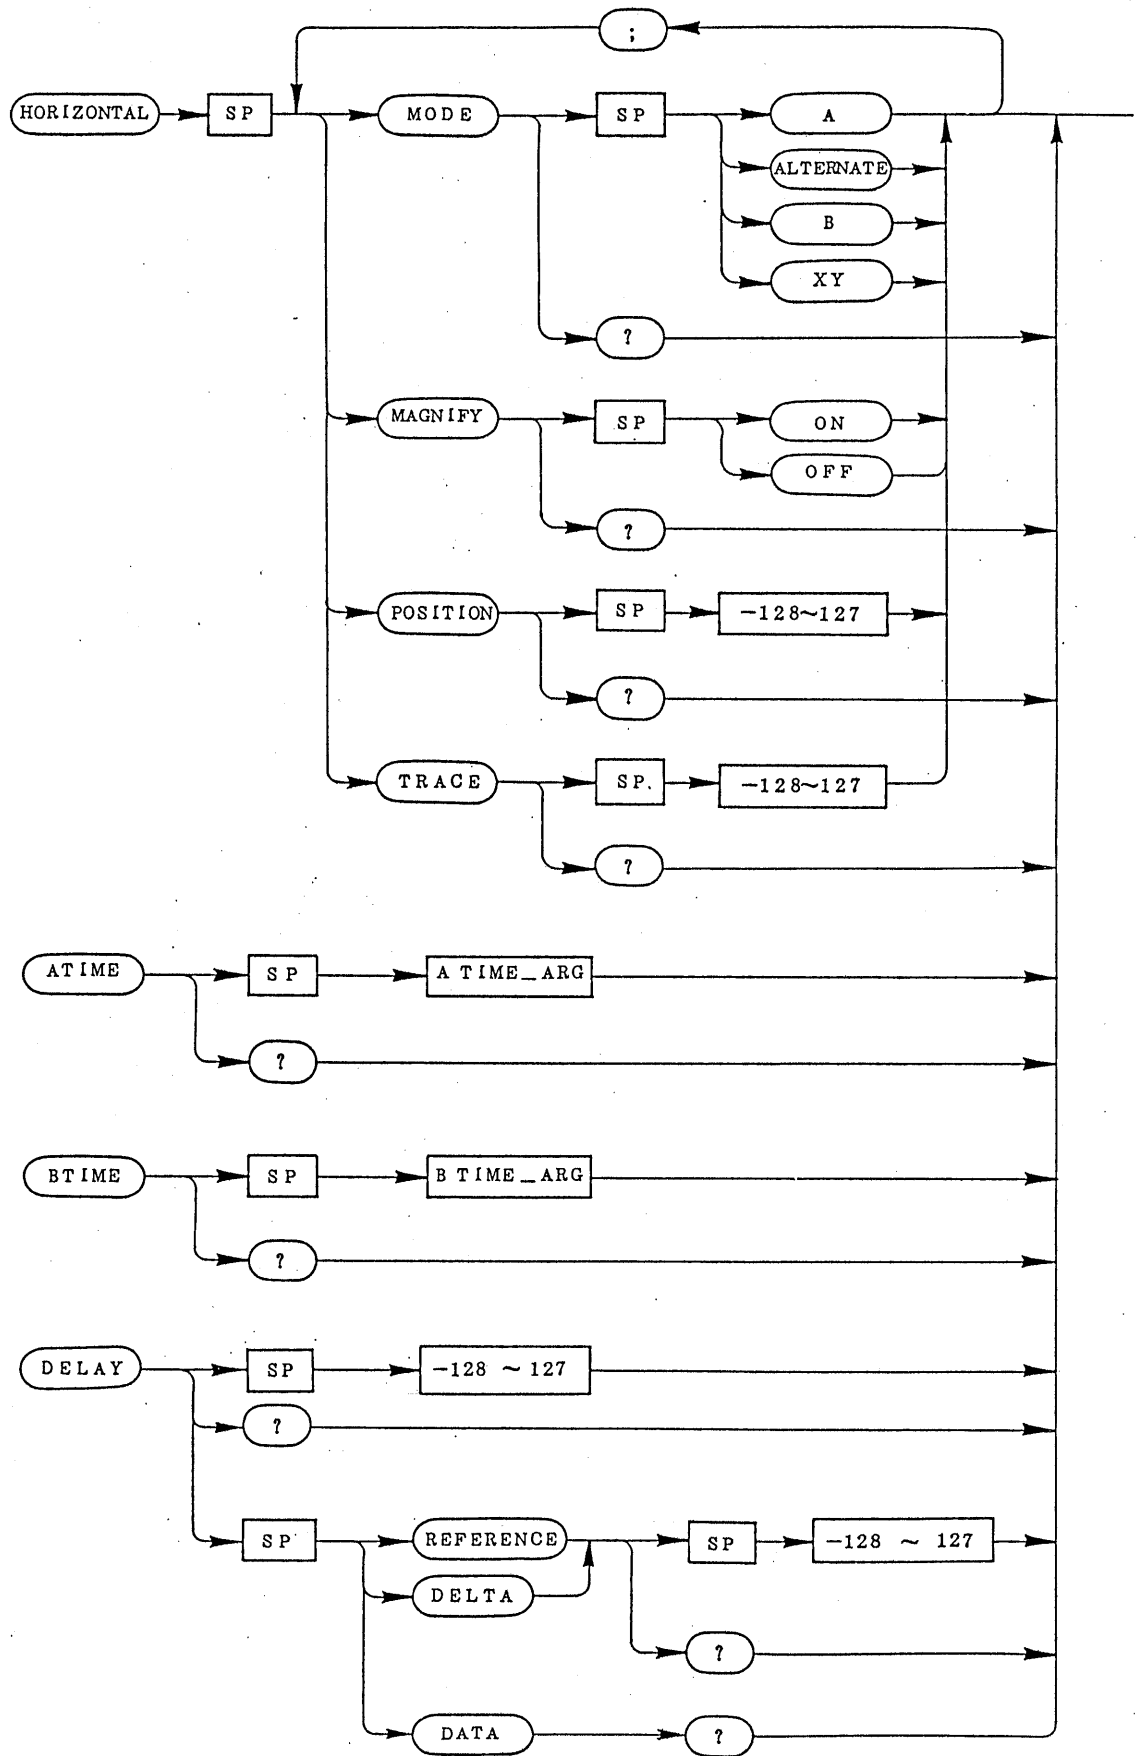 ;
HORIZONTAL SP MODE SP A
ALTERNATE
B
XY
?
MAGNIFY SP ON
OFF
?
POSITION SP -128~127
?
TRACE SP. -128~127
?
ATIME SP A TIME_ARG
?
BTIME SP B TIME_ARG
?
DELAY SP -128 ~ 127
?
SP REFERENCE SP -128 ~ 127
DELTA
?
DATA ?